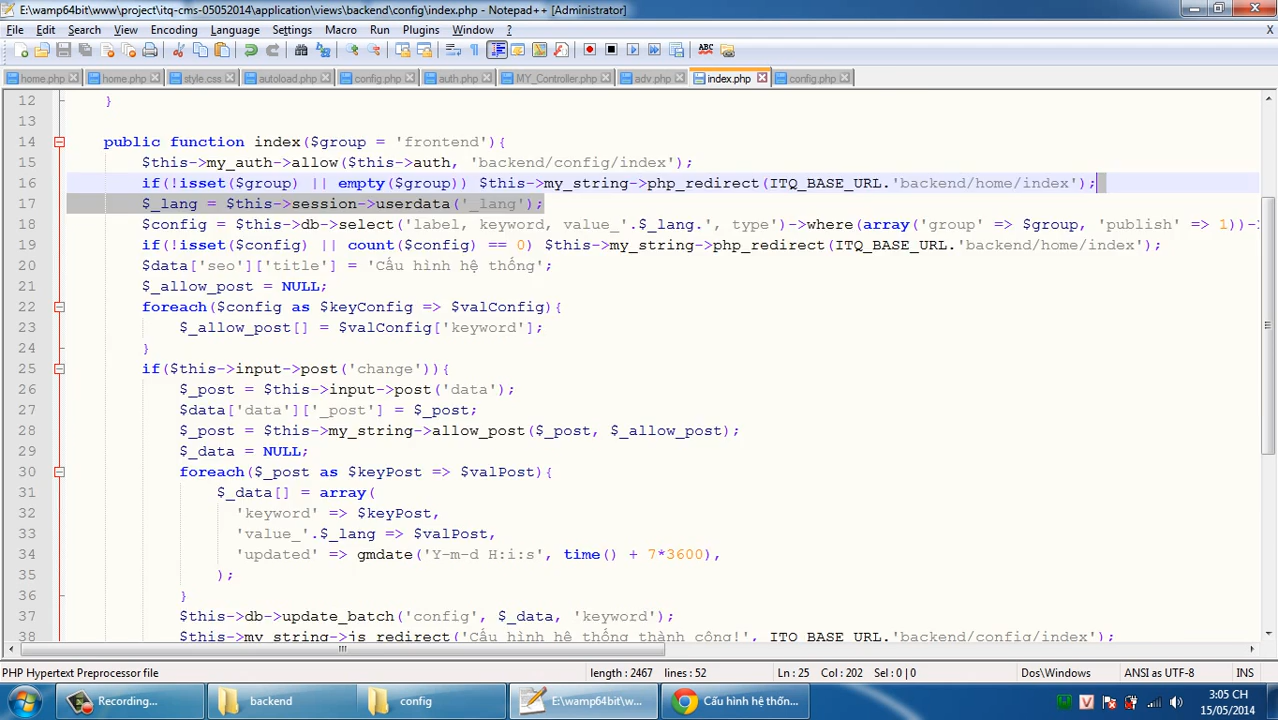 E:\wamp64bit\www\project\itq-cms-05052014\application\views\backend\config\index.php - Notepad++ [Administrator]
File Edit Search View Encoding Language Settings Macro Run Plugins Window ? X
home.php home.php style.css autoload.php config.php auth.php MY_Controller.php adv.php index.php config.php
12 }
13
14 public function index($group = 'frontend'){
15 $this->my_auth->allow($this->auth, 'backend/config/index');
16 if(!isset($group) || empty($group)) $this->my_string->php_redirect(ITQ_BASE_URL.'backend/home/index');
17 $_lang = $this->session->userdata('_lang');
18 $config = $this->db->select('label, keyword, value_'.$_lang.', type')->where(array('group' => $group, 'publish' => 1))-
19 if(!isset($config) || count($config) == 0) $this->my_string->php_redirect(ITQ_BASE_URL.'backend/home/index');
20 $data['seo']['title'] = 'Cấu hình hệ thống';
21 $_allow_post = NULL;
22 foreach($config as $keyConfig => $valConfig){
23 $_allow_post[] = $valConfig['keyword'];
24 }
25 if($this->input->post('change')){
26 $_post = $this->input->post('data');
27 $data['data']['_post'] = $_post;
28 $_post = $this->my_string->allow_post($_post, $_allow_post);
29 $_data = NULL;
30 foreach($_post as $keyPost => $valPost){
31 $_data[] = array(
32 'keyword' => $keyPost,
33 'value_'.$_lang => $valPost,
34 'updated' => gmdate('Y-m-d H:i:s', time() + 7*3600),
35 );
36 }
37 $this->db->update_batch('config', $_data, 'keyword');
38 $this->my_string->js_redirect('Cấu hình hệ thống thành công!', ITQ_BASE_URL.'backend/config/index');
PHP Hypertext Preprocessor file length : 2467 lines : 52 Ln : 25 Col : 202 Sel : 0 | 0 Dos\Windows ANSI as UTF-8 INS
Recording... backend config E:\wamp64bit\w... Cấu hình hệ thốn... 3:05 CH
15/05/2014